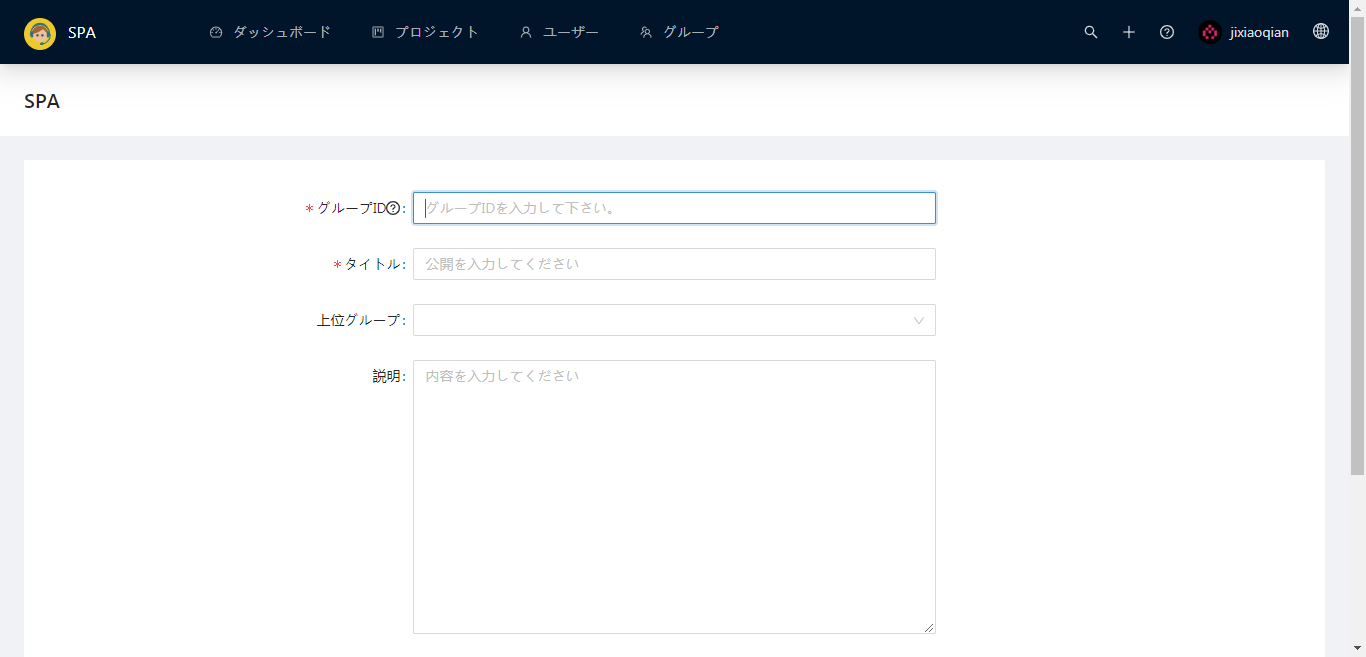 SPA ダッシュボード プロジェクト ユーザー グループ jixiaoqian
SPA
* グループID : グループIDを入力して下さい。
* タイトル : 公開を入力してください
上位グループ :
説明 : 内容を入力してください